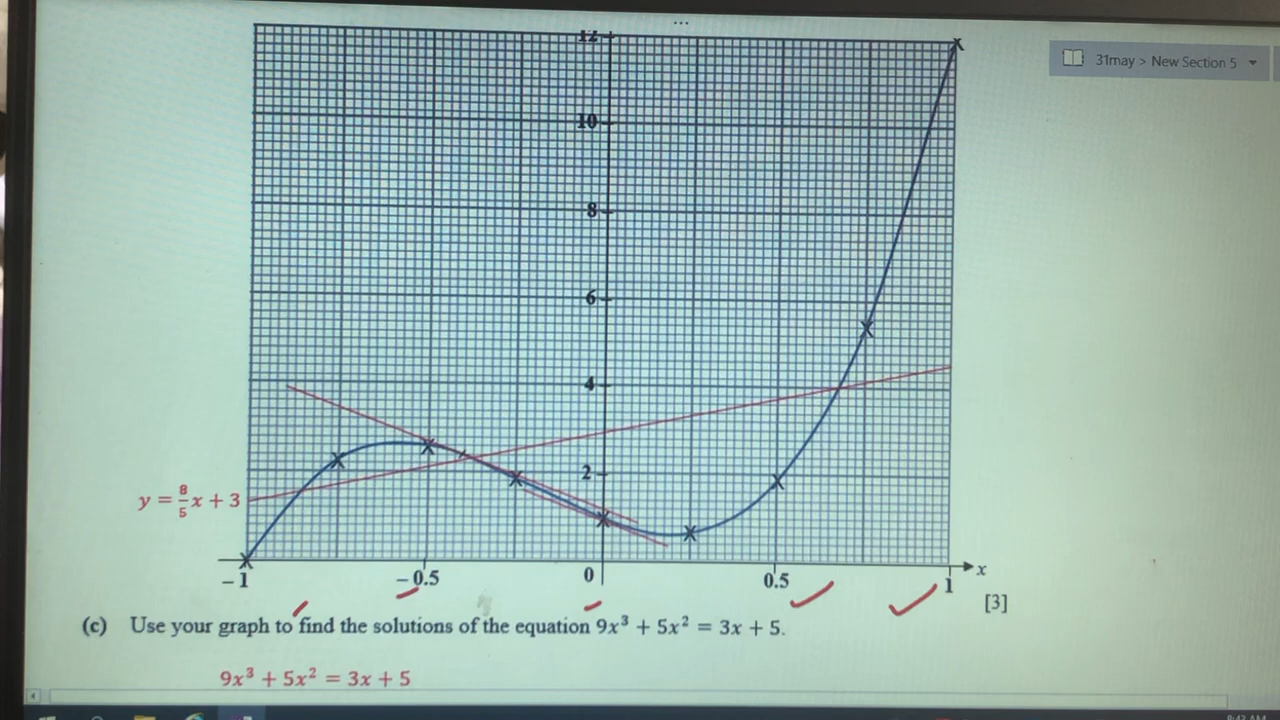 ...
12
31may > New Section 5
10
8
6
4
2
y = 8/5 x + 3
−1
−0.5
0
0.5
1
x
[3]
(c) Use your graph to find the solutions of the equation 9x³ + 5x² = 3x + 5.
9x³ + 5x² = 3x + 5